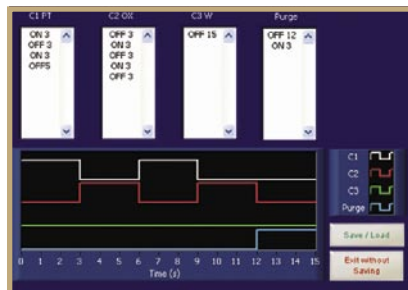 C1 PT
C2 OX
C3 W
Purge
ON 3
OFF 3
ON 3
OFF5
OFF 3
ON 3
OFF 3
ON 3
OFF 3
OFF 15
OFF 12
ON 3
C1
C2
C3
Purge
0 1 2 3 4 5 6 7 8 9 10 11 12 13 14 15
Time (s)
Save / Load
Exit without
Saving